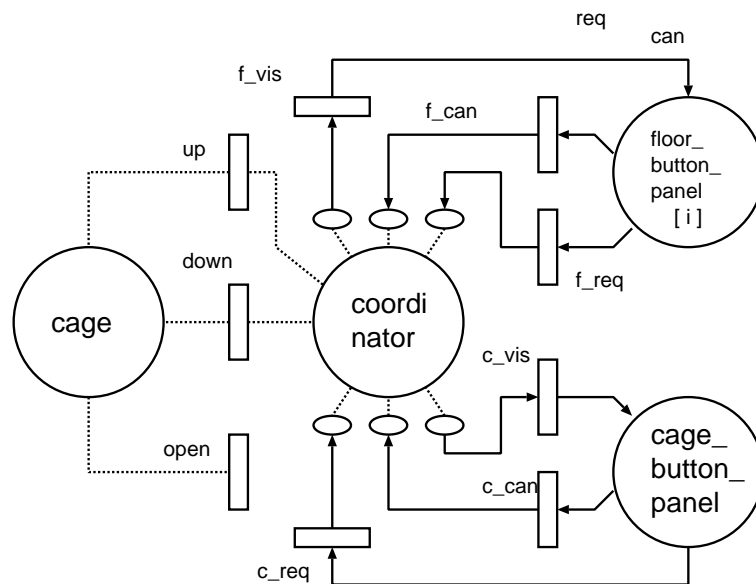 req
can
f_vis
f_can
floor_
button_
panel
[ i ]
up
down
f_req
cage
coordi
nator
c_vis
open
cage_
button_
panel
c_can
c_req